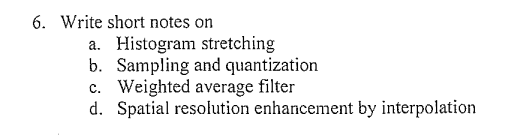 6. Write short notes on
a. Histogram stretching
b. Sampling and quantization
c. Weighted average filter
d. Spatial resolution enhancement by interpolation